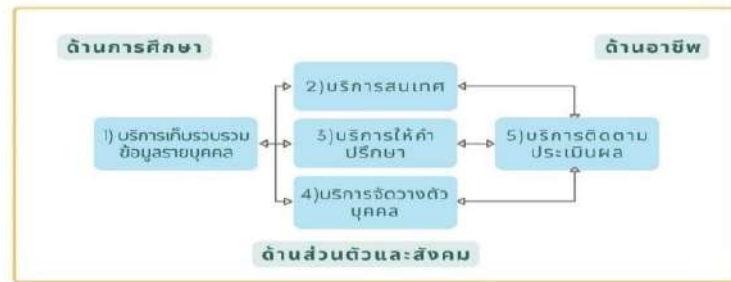 ด้านการศึกษา
ด้านอาชีพ
2)บริการสนเทศ
1) บริการเก็บรวบรวม
ข้อมูลรายบุคคล
3)บริการให้คำ
ปรึกษา
5)บริการติดตาม
ประเมินผล
4)บริการจัดวางตัว
บุคคล
ด้านส่วนตัวและสังคม